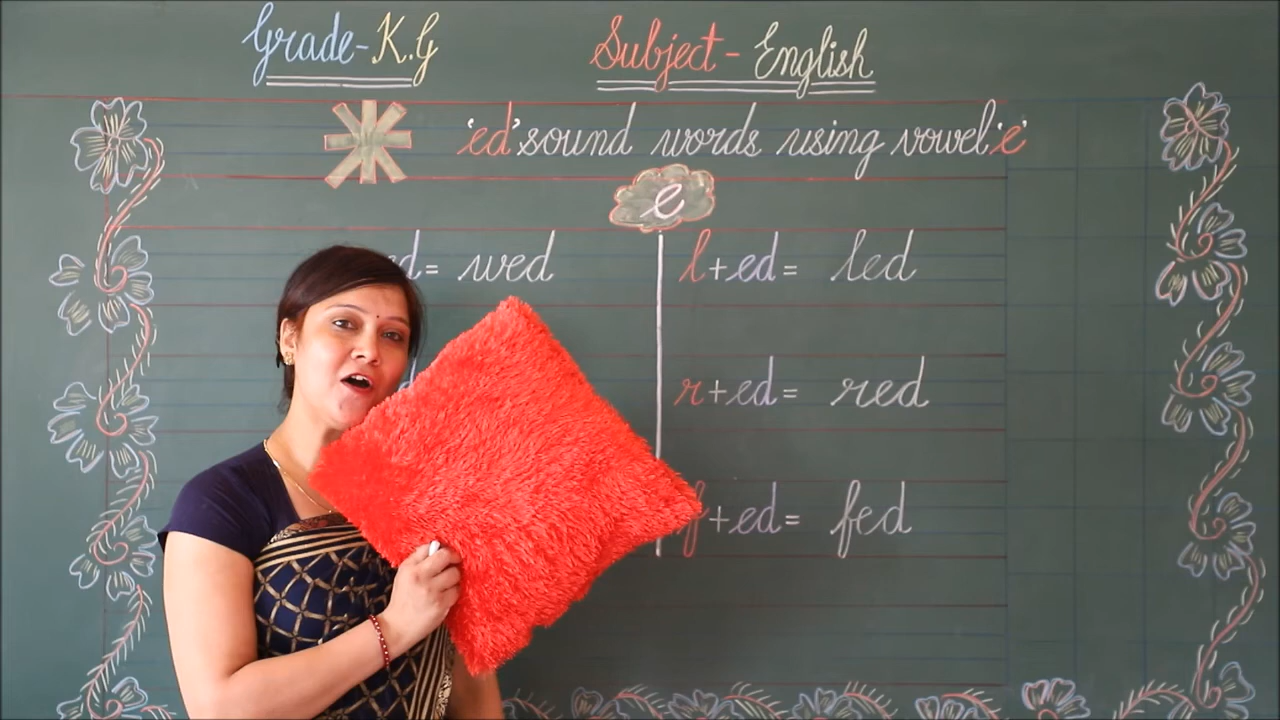 Grade-K.G Subject-English
'ed' sound words using vowel 'e'
e
ed= wed l+ed= led
r+ed= red
f+ed= fed